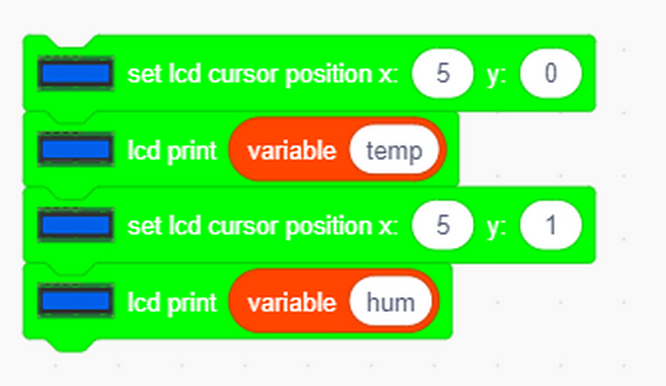 set lcd cursor position x: 5 y: 0
lcd print variable temp
set lcd cursor position x: 5 y: 1
lcd print variable hum